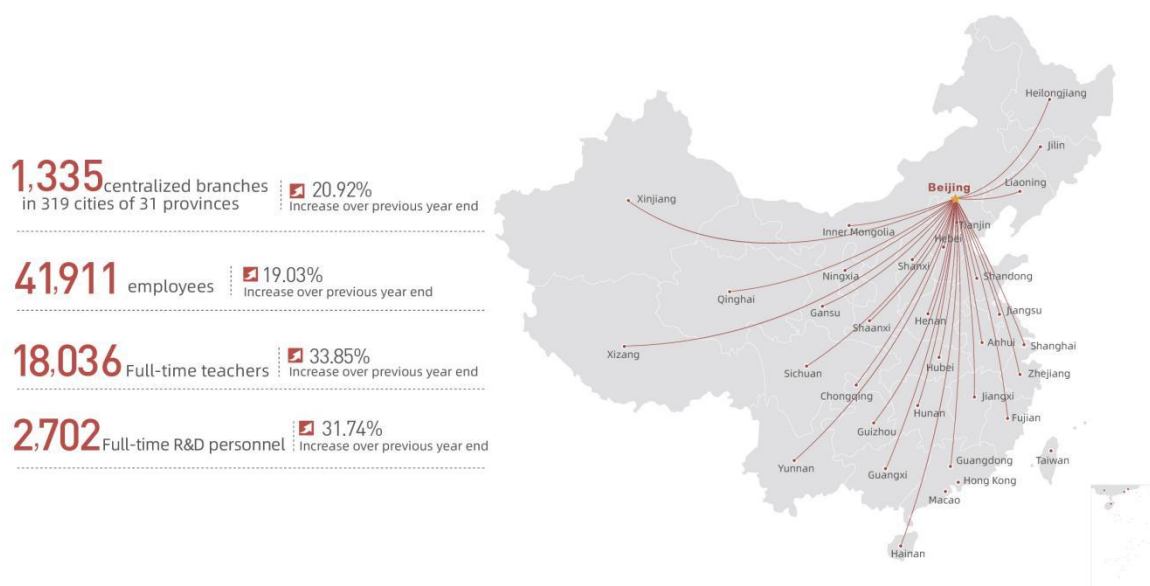 1,335 centralized branches
in 319 cities of 31 provinces
20.92%
Increase over previous year end
41,911 employees
19.03%
Increase over previous year end
18,036 Full-time teachers
33.85%
Increase over previous year end
2,702 Full-time R&D personnel
31.74%
Increase over previous year end
Heilongjiang
Jilin
Liaoning
Beijing
Xinjiang
Tianjin
Inner Mongolia
Hebei
Shanxi
Ningxia
Shandong
Qinghai
Gansu
Jiangsu
Henan
Shaanxi
Anhui
Shanghai
Xizang
Hubei
Sichuan
Zhejiang
Chongqing
Jiangxi
Hunan
Fujian
Guizhou
Guangdong
Taiwan
Yunnan
Guangxi
Hong Kong
Macao
Hainan